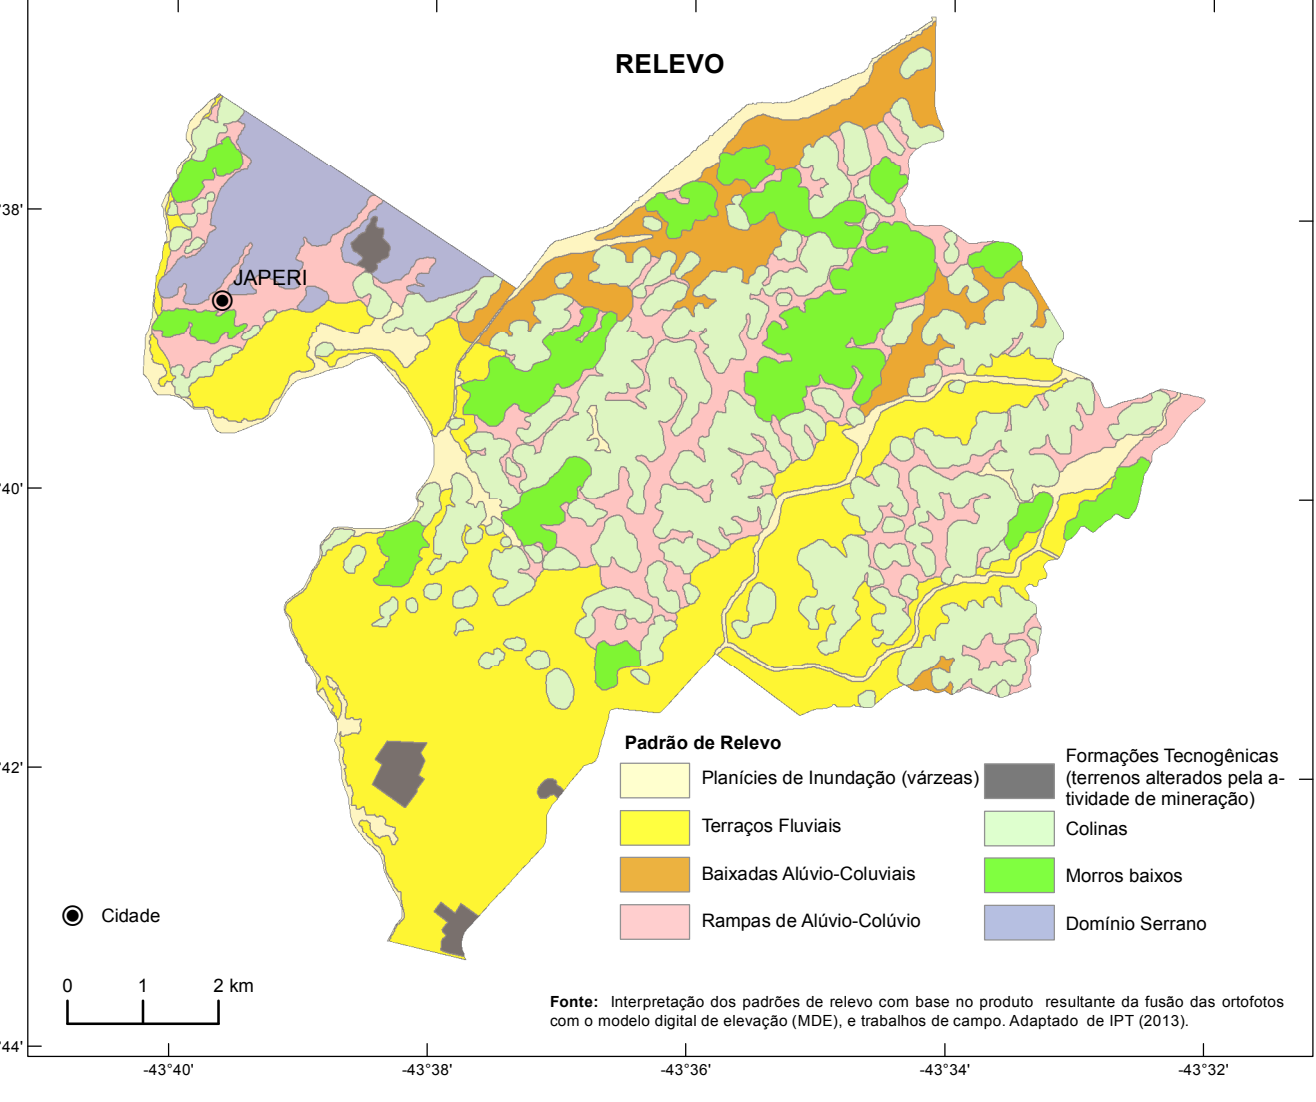 RELEVO
38'
JAPERI
40'
42'
44'
Padrão de Relevo
Planícies de Inundação (várzeas)
Terraços Fluviais
Baixadas Alúvio-Coluviais
Rampas de Alúvio-Colúvio
Formações Tecnogênicas
(terrenos alterados pela a-
tividade de mineração)
Colinas
Morros baixos
Domínio Serrano
Cidade
0 1 2 km
Fonte: Interpretação dos padrões de relevo com base no produto resultante da fusão das ortofotos
com o modelo digital de elevação (MDE), e trabalhos de campo. Adaptado de IPT (2013).
-43°40' -43°38' -43°36' -43°34' -43°32'